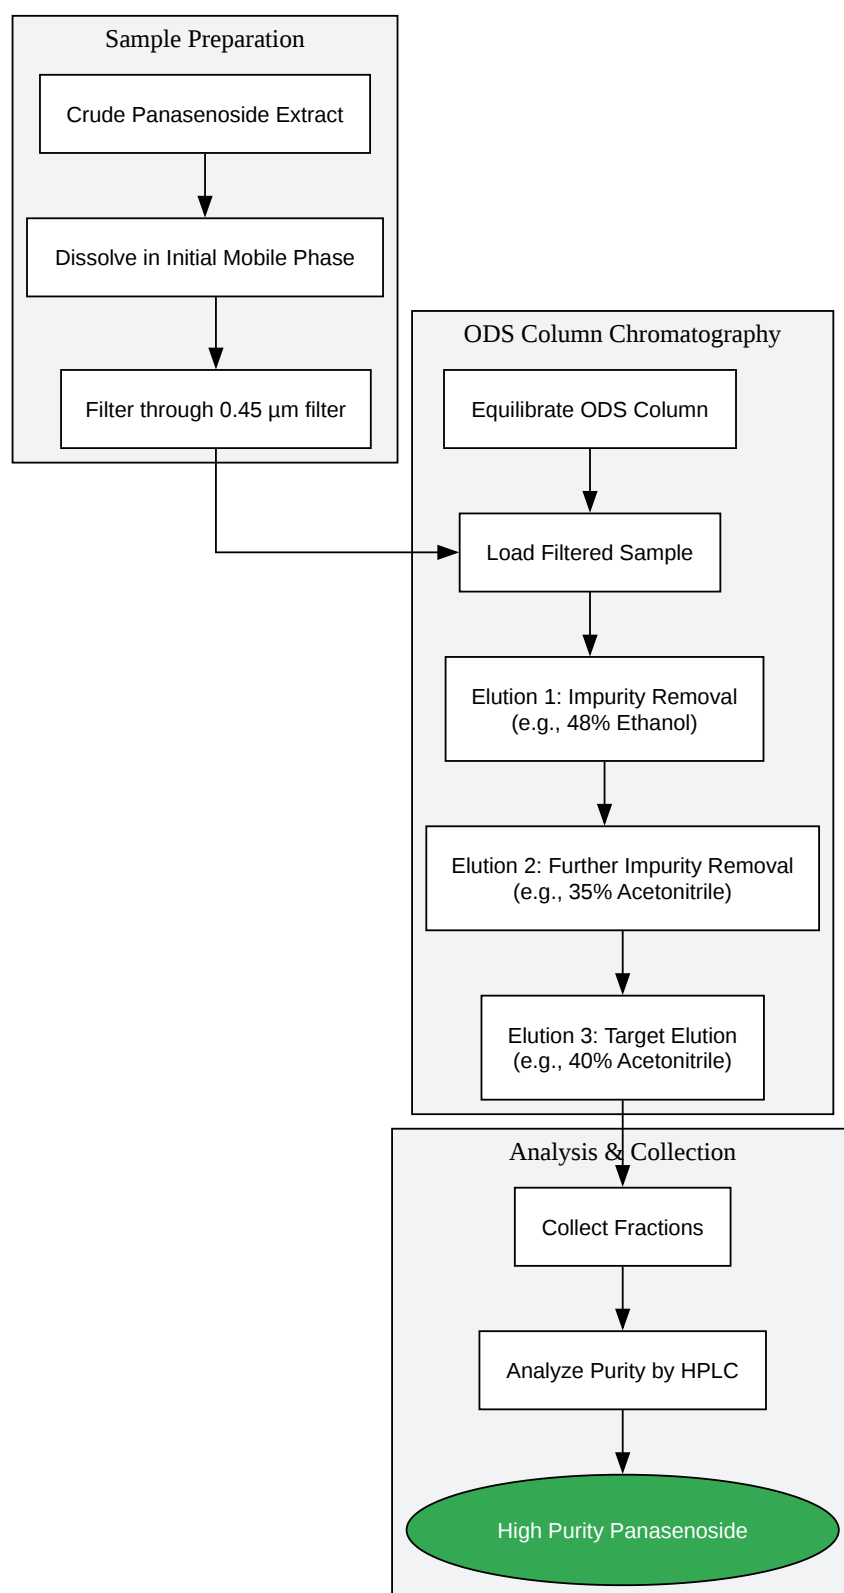 Sample Preparation
Crude Panasenoside Extract
Dissolve in Initial Mobile Phase
Filter through 0.45 µm filter
ODS Column Chromatography
Equilibrate ODS Column
Load Filtered Sample
Elution 1: Impurity Removal
(e.g., 48% Ethanol)
Elution 2: Further Impurity Removal
(e.g., 35% Acetonitrile)
Elution 3: Target Elution
(e.g., 40% Acetonitrile)
Analysis & Collection
Collect Fractions
Analyze Purity by HPLC
High Purity Panasenoside